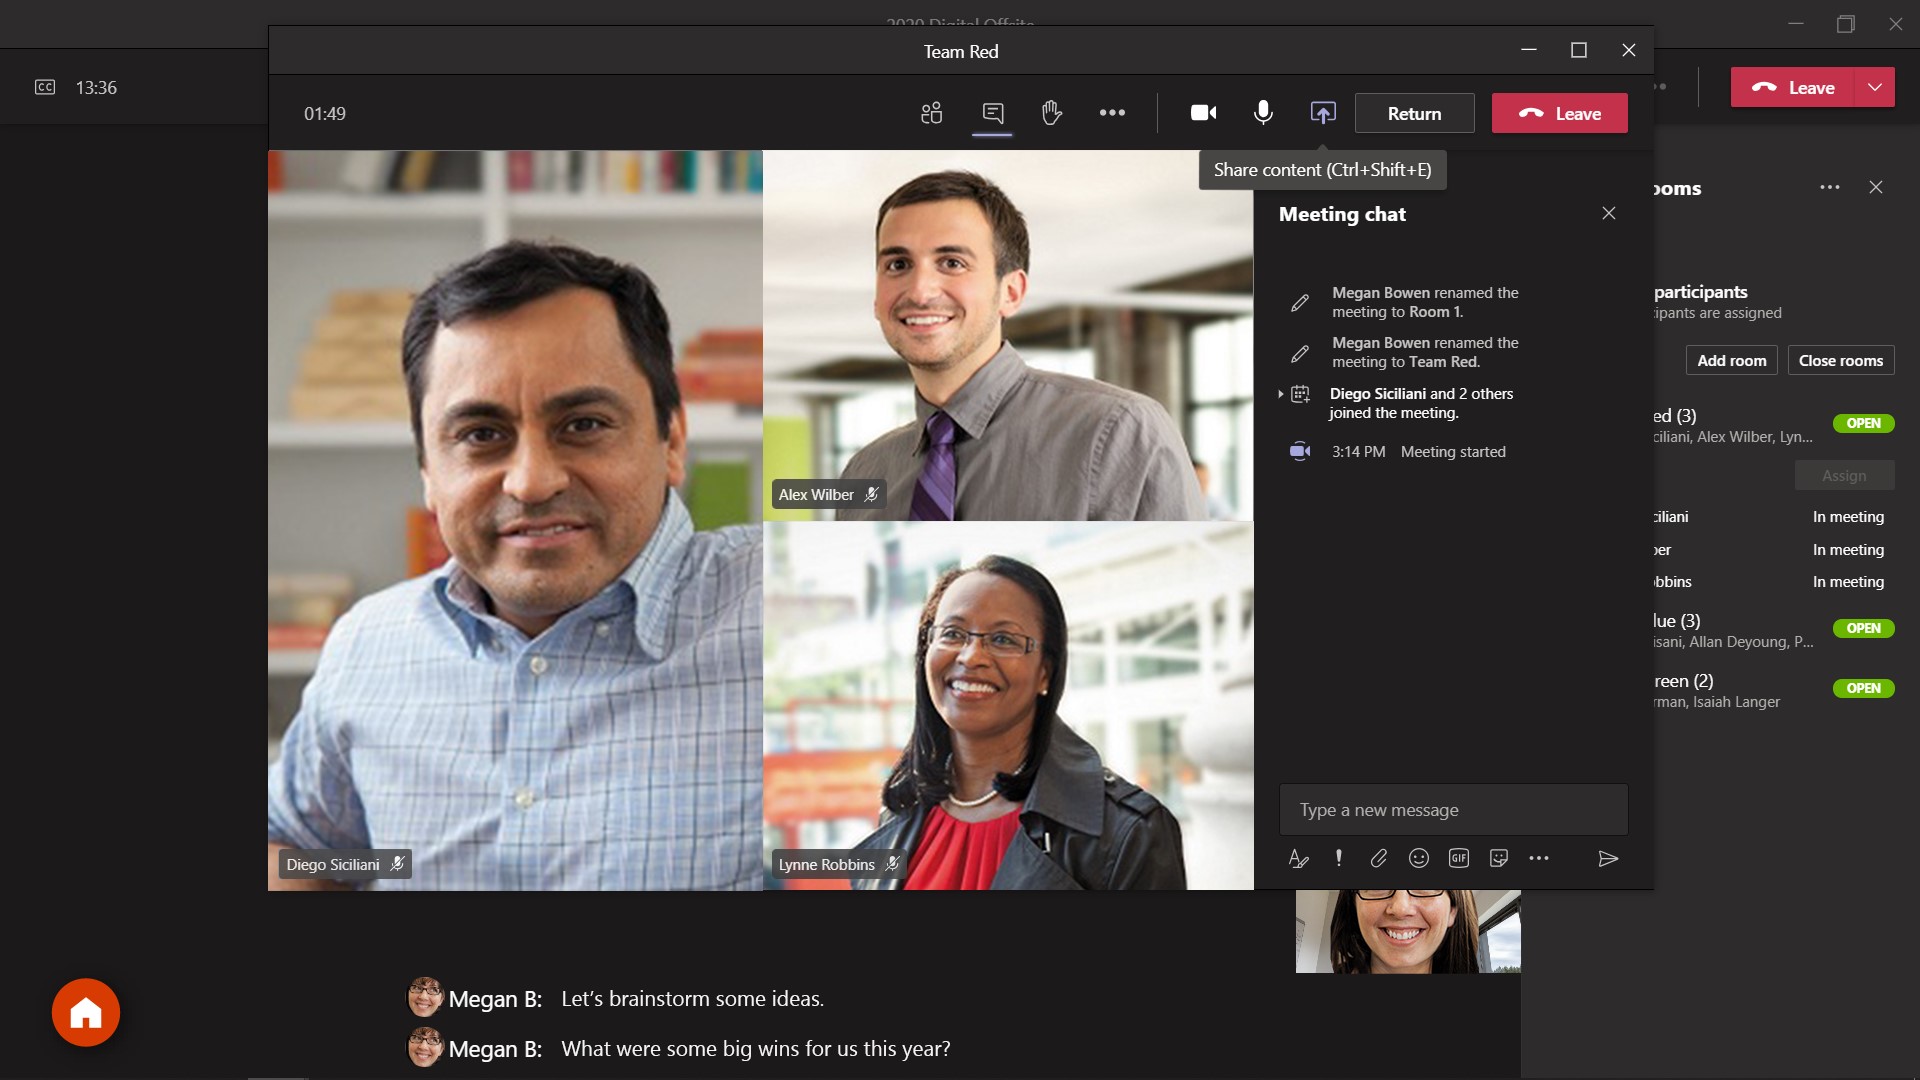 2020 Digital Offsite
Team Red
CC 13:36
Leave
01:49
Return
Leave
Share content (Ctrl+Shift+E)
Meeting chat
Megan Bowen renamed the
meeting to Room 1.
Megan Bowen renamed the
meeting to Team Red.
Diego Siciliani and 2 others
joined the meeting.
3:14 PM Meeting started
Type a new message
GIF
Alex Wilber
Diego Siciliani
Lynne Robbins
ooms
participants
cipants are assigned
Add room
Close rooms
ed (3)
OPEN
ciliani, Alex Wilber, Lyn...
Assign
ciliani In meeting
ber In meeting
obbins In meeting
lue (3)
OPEN
isani, Allan Deyoung, P...
reen (2)
OPEN
rman, Isaiah Langer
Megan B: Let's brainstorm some ideas.
Megan B: What were some big wins for us this year?